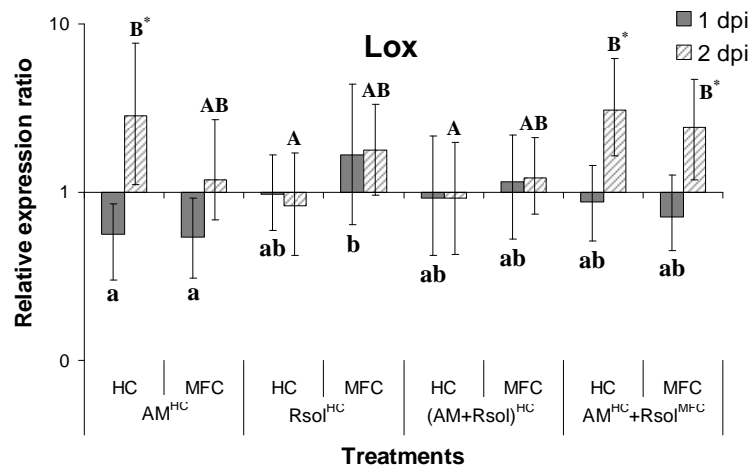 10
1 dpi
2 dpi
Lox
B*
AB
A
AB
A
AB
B*
B*
Relative expression ratio
1
a
a
ab
b
ab
ab
ab
ab
0
HC MFC HC MFC HC MFC HC MFC
AM^HC Rsol^HC (AM+Rsol)^HC AM^HC+Rsol^MFC
Treatments